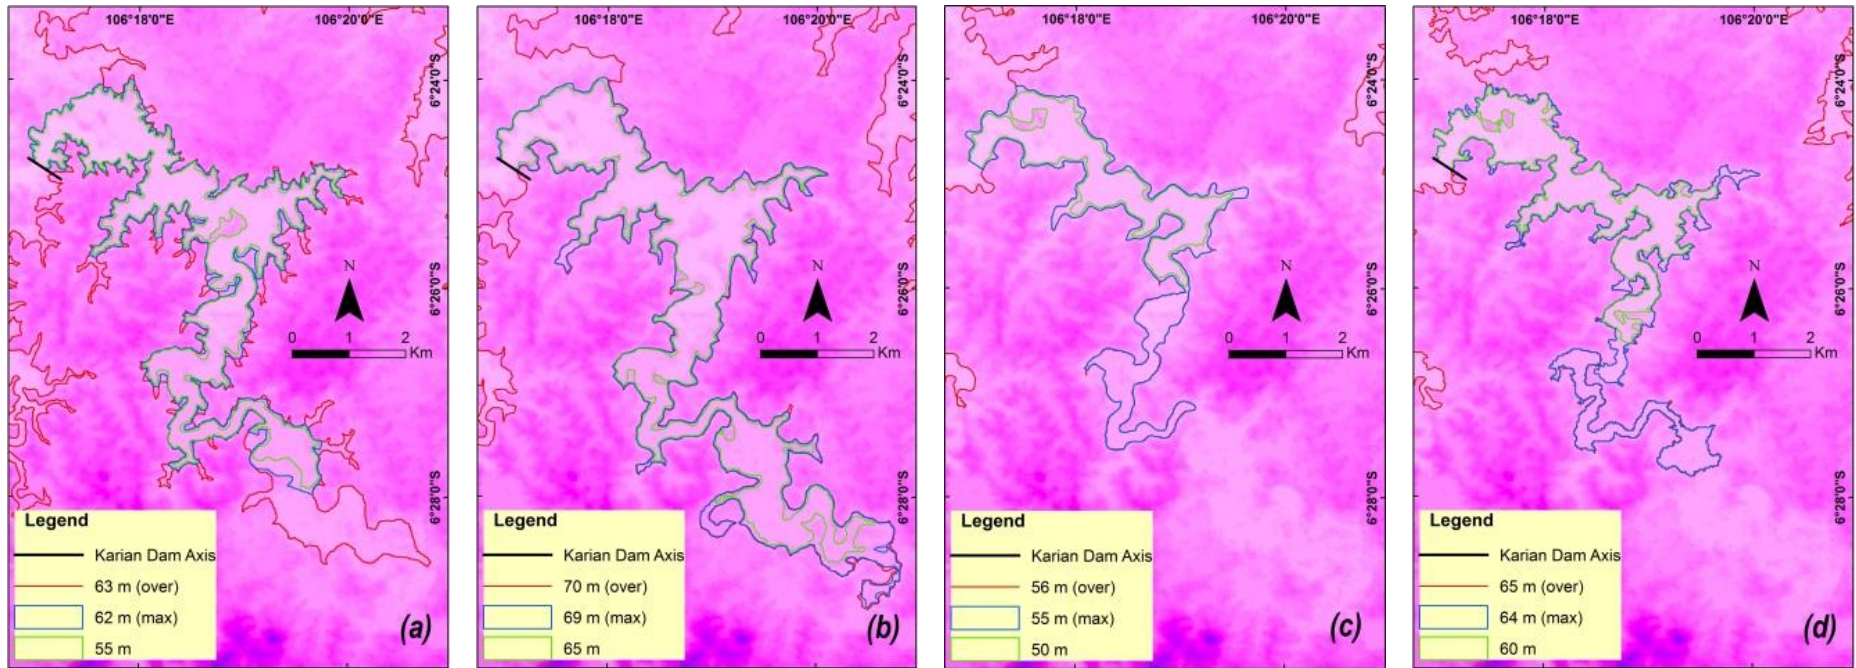 106°18'0"E 106°20'0"E
6°24'0"S
6°26'0"S
6°28'0"S
N
0 1 2
Km
Legend
Karian Dam Axis
63 m (over)
62 m (max)
55 m
(a)
106°18'0"E 106°20'0"E
6°24'0"S
6°26'0"S
6°28'0"S
N
0 1 2
Km
Legend
Karian Dam Axis
70 m (over)
69 m (max)
65 m
(b)
106°18'0"E 106°20'0"E
6°24'0"S
6°26'0"S
6°28'0"S
N
0 1 2
Km
Legend
Karian Dam Axis
56 m (over)
55 m (max)
50 m
(c)
106°18'0"E 106°20'0"E
6°24'0"S
6°26'0"S
6°28'0"S
N
0 1 2
Km
Legend
Karian Dam Axis
65 m (over)
64 m (max)
60 m
(d)